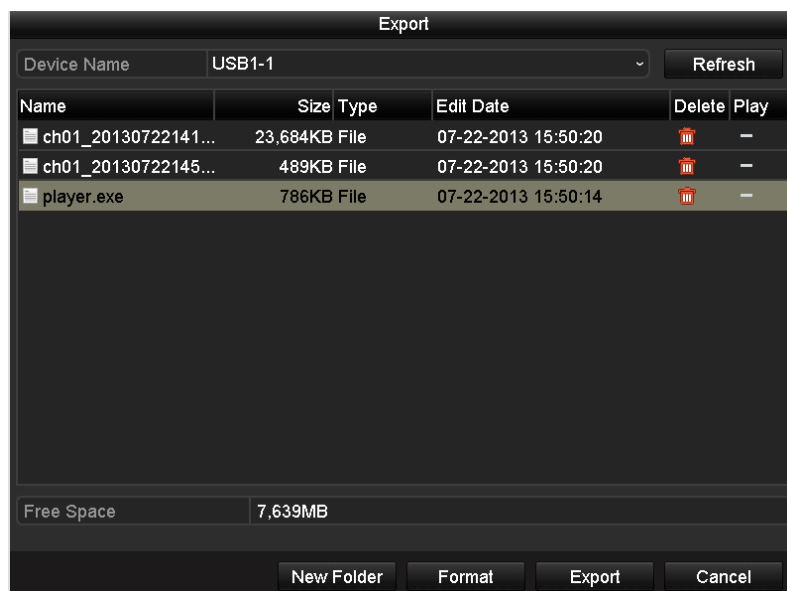 Export
Device Name USB1-1 Refresh
Name Size Type Edit Date Delete Play
ch01_20130722141... 23,684KB File 07-22-2013 15:50:20 –
ch01_20130722145... 489KB File 07-22-2013 15:50:20 –
player.exe 786KB File 07-22-2013 15:50:14 –
Free Space 7,639MB
New Folder Format Export Cancel